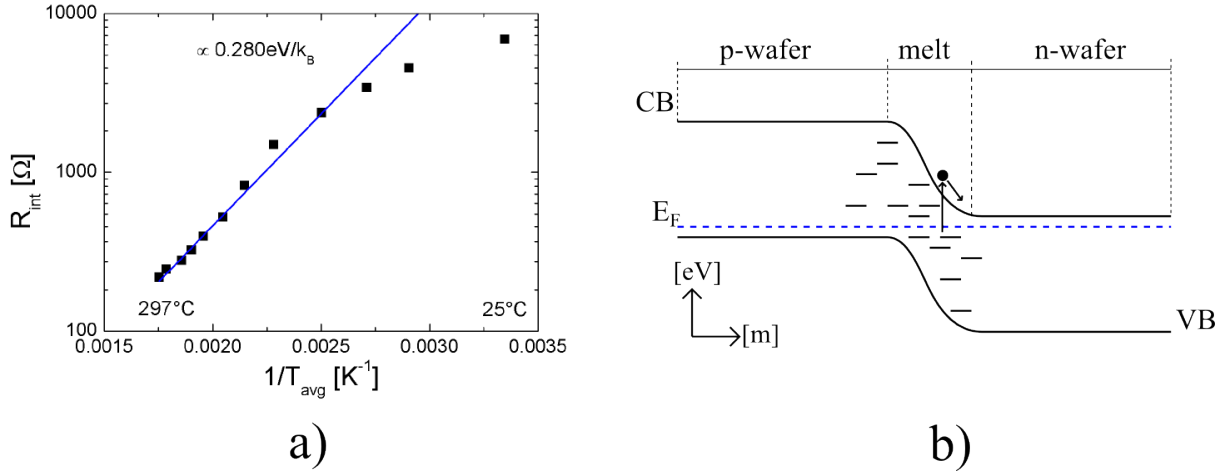 10000
∝ 0.280eV/k_B
1000
R_int [Ω]
297°C
25°C
100
0.0015 0.0020 0.0025 0.0030 0.0035
1/T_avg [K⁻¹]
a)
p-wafer melt n-wafer
CB
E_F
[eV]
[m]
VB
b)